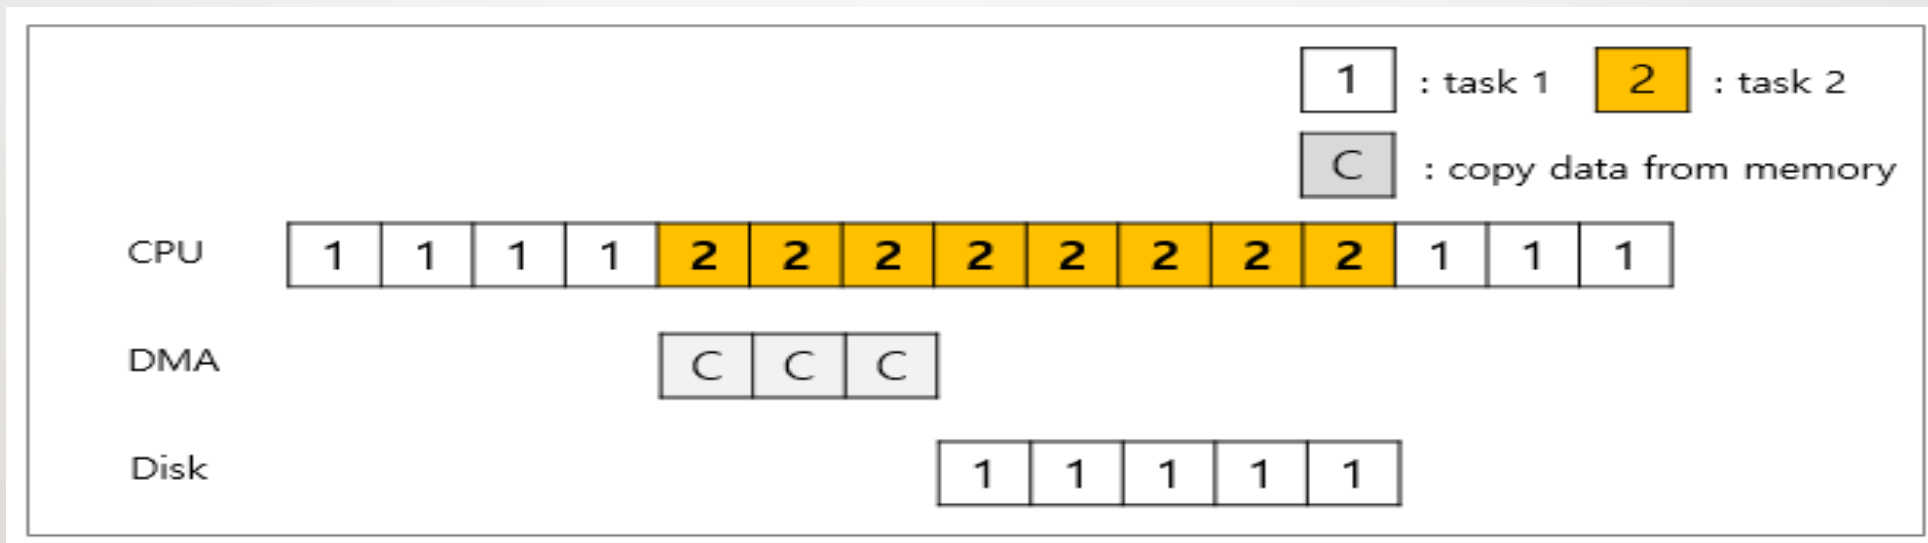 1 : task 1 2 : task 2
C : copy data from memory
CPU 1 1 1 1 2 2 2 2 2 2 2 2 1 1 1
DMA C C C
Disk 1 1 1 1 1